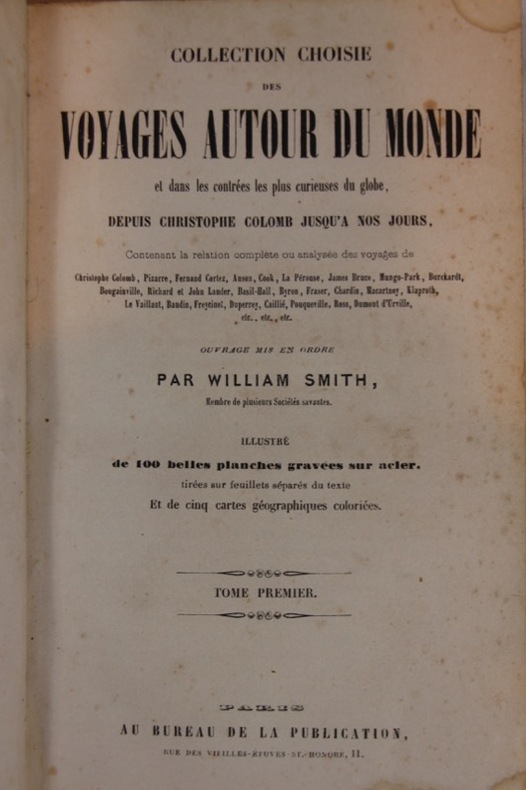 COLLECTION CHOISIE
DES
VOYAGES AUTOUR DU MONDE
et dans les contrées les plus curieuses du globe,
DEPUIS CHRISTOPHE COLOMB JUSQU'A NOS JOURS,
Contenant la relation complète ou analysée des voyages de
Christophe Colomb, Pizarre, Fernand Cortez, Anson, Cook, La Pérouse, James Bruce, Mungo-Park, Burckardt,
Bougainville, Richard et John Lander, Basil-Hall, Byron, Fraser, Chardin, Macartney, Klaproth,
Le Vaillant, Baudin, Freycinet, Duperrey, Caillié, Pouqueville, Ross, Dumont d'Urville,
etc., etc., etc.
OUVRAGE MIS EN ORDRE
PAR WILLIAM SMITH,
Membre de plusieurs Sociétés savantes.
ILLUSTRÉ
de 100 belles planches gravées sur acier.
tirées sur feuillets séparés du texte
Et de cinq cartes géographiques coloriées.
TOME PREMIER.
PARIS
AU BUREAU DE LA PUBLICATION,
RUE DES VIEILLES-ÉTUVES-ST.-HONORÉ, 11.